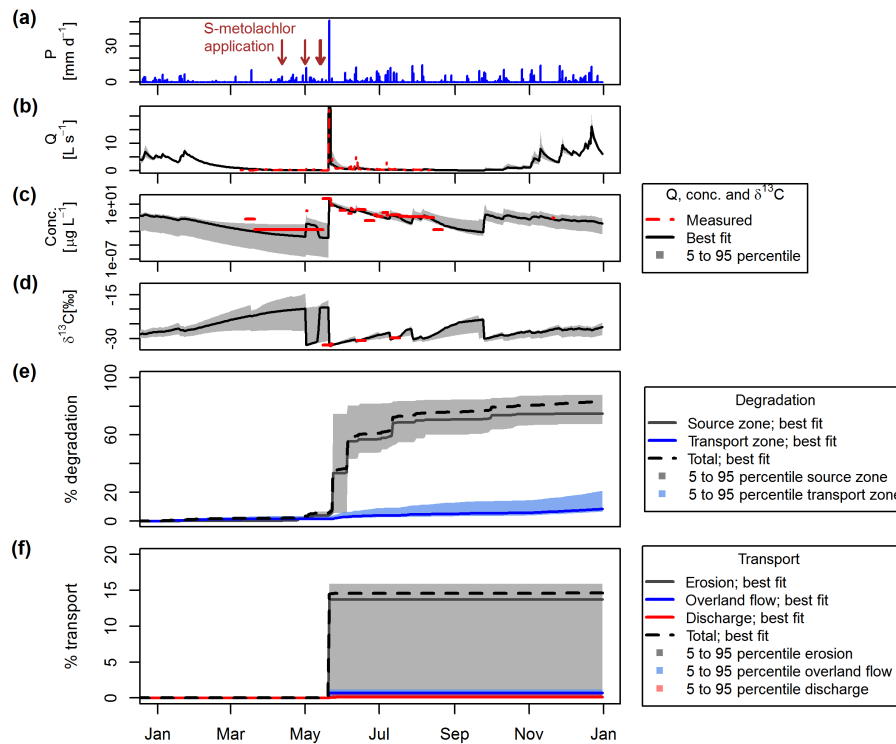 (a)
P
[mm d⁻¹]
0
30
S-metolachlor
application
(b)
Q
[L s⁻¹]
0
10
(c)
Conc.
[µg L⁻¹]
1e-07
1e+01
(d)
δ¹³C[‰]
-30
-15
Q, conc. and δ¹³C
Measured
Best fit
5 to 95 percentile
(e)
% degradation
0
20
60
100
Degradation
Source zone; best fit
Transport zone; best fit
Total; best fit
5 to 95 percentile source zone
5 to 95 percentile transport zone
(f)
% transport
0
5
10
15
20
Jan
Mar
May
Jul
Sep
Nov
Jan
Transport
Erosion; best fit
Overland flow; best fit
Discharge; best fit
Total; best fit
5 to 95 percentile erosion
5 to 95 percentile overland flow
5 to 95 percentile discharge